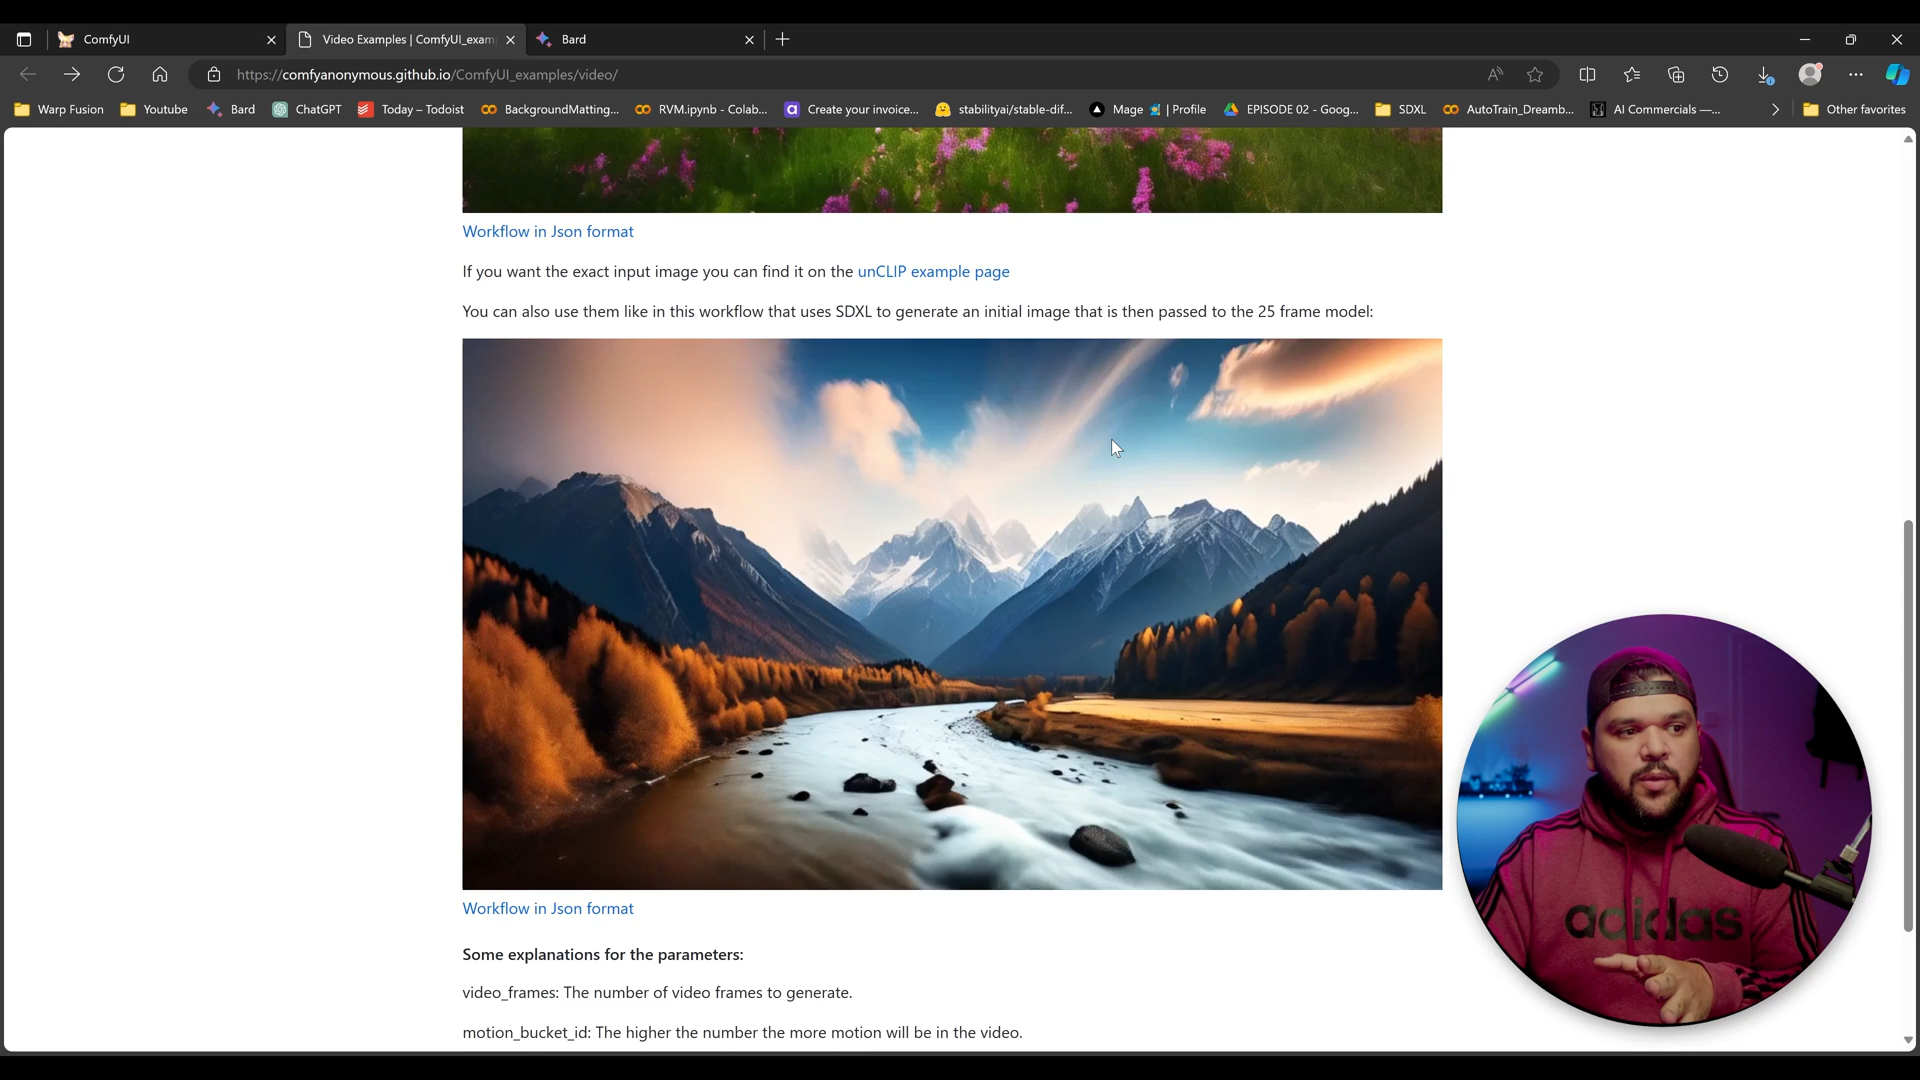 ComfyUI
Video Examples | ComfyUI_exam
Bard
https://comfyanonymous.github.io/ComfyUI_examples/video/
Warp Fusion
Youtube
Bard
ChatGPT
Today – Todoist
BackgroundMatting...
RVM.ipynb - Colab...
Create your invoice...
stabilityai/stable-dif...
Mage | Profile
EPISODE 02 - Goog...
SDXL
AutoTrain_Dreamb...
AI Commercials —...
Other favorites
Workflow in Json format
If you want the exact input image you can find it on the unCLIP example page
You can also use them like in this workflow that uses SDXL to generate an initial image that is then passed to the 25 frame model:
Workflow in Json format
Some explanations for the parameters:
video_frames: The number of video frames to generate.
motion_bucket_id: The higher the number the more motion will be in the video.
adidas